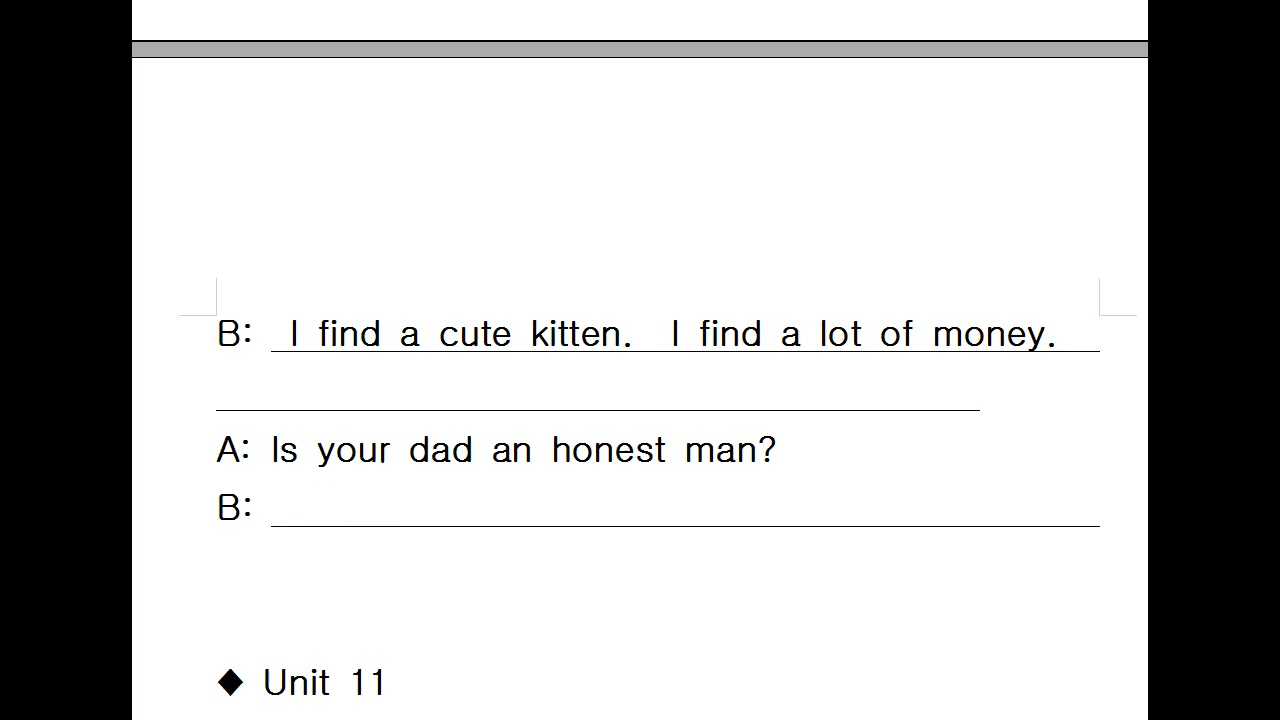 B: I find a cute kitten. I find a lot of money.
A: Is your dad an honest man?
B:
◆ Unit 11